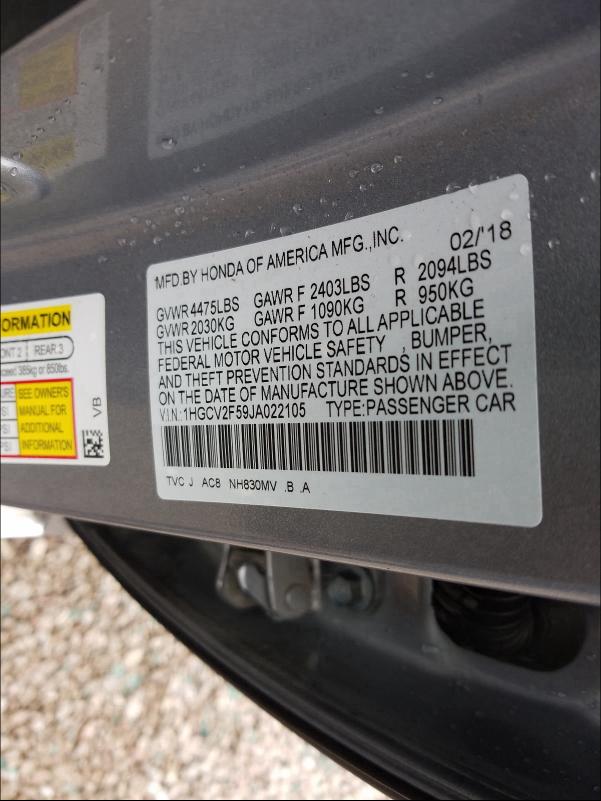 MFD.BY HONDA OF AMERICA MFG.,INC. 02/'18
GVWR 4475LBS GAWR F 2403LBS R 2094LBS
GVWR 2030KG GAWR F 1090KG R 950KG
THIS VEHICLE CONFORMS TO ALL APPLICABLE
FEDERAL MOTOR VEHICLE SAFETY , BUMPER,
AND THEFT PREVENTION STANDARDS IN EFFECT
ON THE DATE OF MANUFACTURE SHOWN ABOVE.
V.I.N.:1HGCV2F59JA022105 TYPE:PASSENGER CAR
TVC J AC8 NH830MV .B .A
REAR 3
385kg or 850lbs.
SEE OWNER'S
MANUAL FOR
ADDITIONAL
INFORMATION
VB